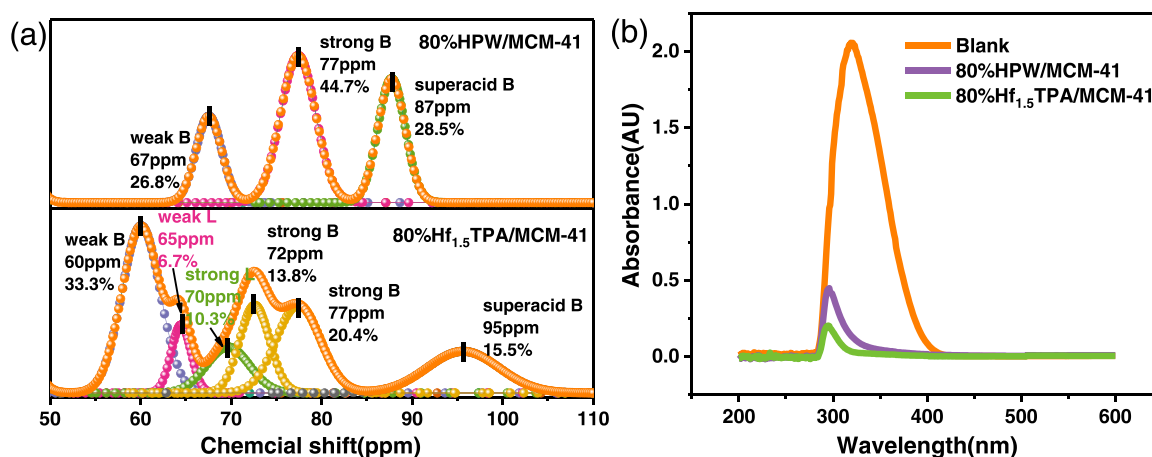 (a)
80%HPW/MCM-41
weak B
67ppm
26.8%
strong B
77ppm
44.7%
superacid B
87ppm
28.5%
80%Hf1.5TPA/MCM-41
weak B
60ppm
33.3%
weak L
65ppm
6.7%
strong L
70ppm
10.3%
strong B
72ppm
13.8%
strong B
77ppm
20.4%
superacid B
95ppm
15.5%
50 60 70 80 90 100 110
Chemcial shift(ppm)
(b)
Blank
80%HPW/MCM-41
80%Hf1.5TPA/MCM-41
Absorbance(AU)
2.0
1.5
1.0
0.5
0.0
200 300 400 500 600
Wavelength(nm)